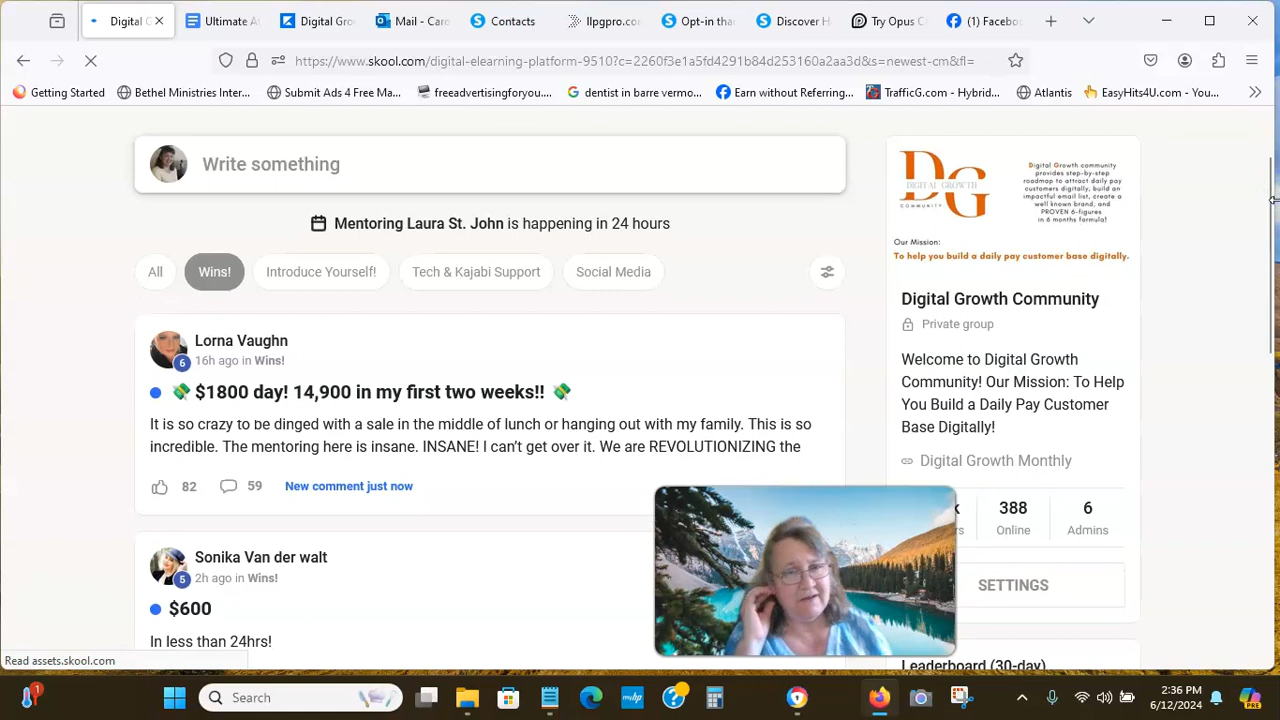 Digital G
Ultimate A
Digital Gro
Mail - Care
Contacts
llpgpro.c
Opt-in tha
Discover H
Try Opus C
(1) Facebo
https://www.skool.com/digital-elearning-platform-9510?c=2260f3e1a5fd4291b84d253160a2aa3d&s=newest-cm&fl=
Getting Started
Bethel Ministries Inter...
Submit Ads 4 Free Ma...
freeadvertisingforyou....
dentist in barre vermo...
Earn without Referring...
TrafficG.com - Hybrid...
Atlantis
EasyHits4U.com - You...
Write something
Mentoring Laura St. John is happening in 24 hours
All
Wins!
Introduce Yourself!
Tech & Kajabi Support
Social Media
Lorna Vaughn
6
16h ago in Wins!
💸 $1800 day! 14,900 in my first two weeks!! 💸
It is so crazy to be dinged with a sale in the middle of lunch or hanging out with my family. This is so
incredible. The mentoring here is insane. INSANE! I can't get over it. We are REVOLUTIONIZING the
82
59
New comment just now
Sonika Van der walt
5
2h ago in Wins!
$600
In less than 24hrs!
DG
DIGITAL GROWTH
COMMUNITY
Digital Growth community
provides step-by-step
roadmap to attract daily pay
customers digitally, build an
impactful email list, create a
well known brand, and
PROVEN 6-figures
in 6 months formula!
Our Mission:
To help you build a daily pay customer base digitally.
Digital Growth Community
Private group
Welcome to Digital Growth
Community! Our Mission: To Help
You Build a Daily Pay Customer
Base Digitally!
Digital Growth Monthly
k
388
6
rs
Online
Admins
SETTINGS
Leaderboard (30-day)
Read assets.skool.com
1
Search
mhp
2:36 PM
6/12/2024
PRE